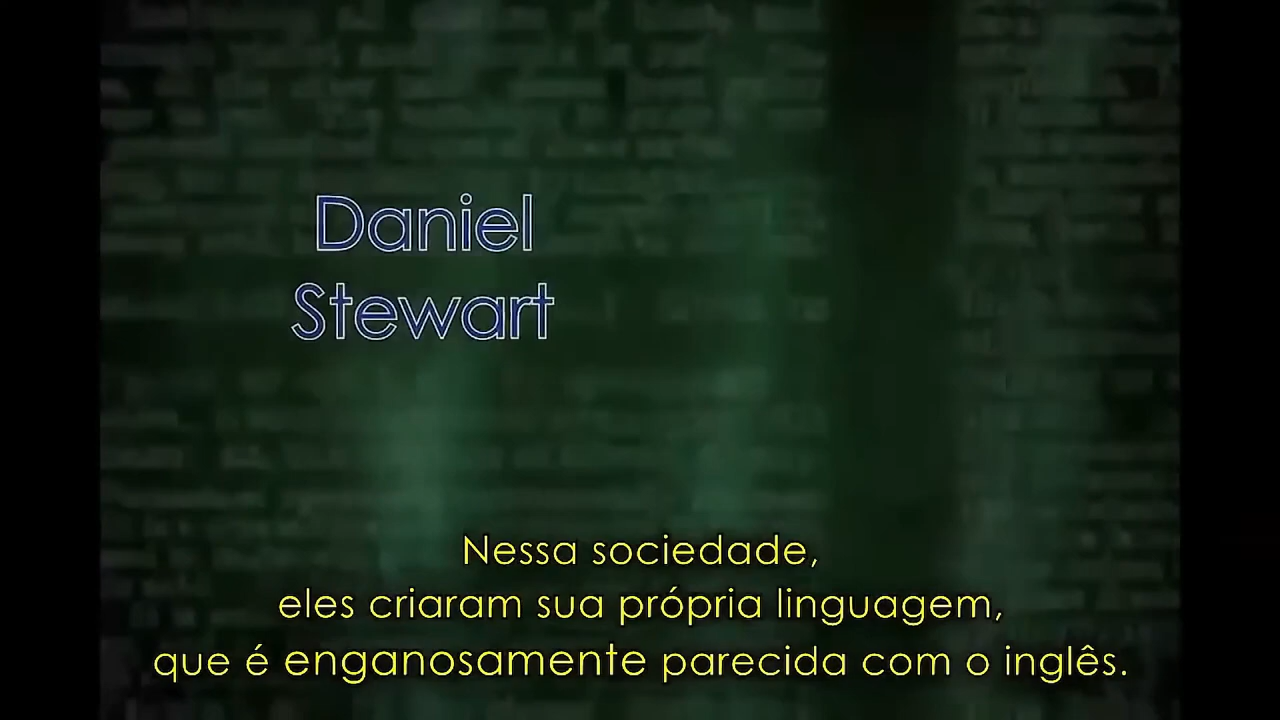 Daniel
Stewart
Nessa sociedade,
eles criaram sua própria linguagem,
que é enganosamente parecida com o inglês.